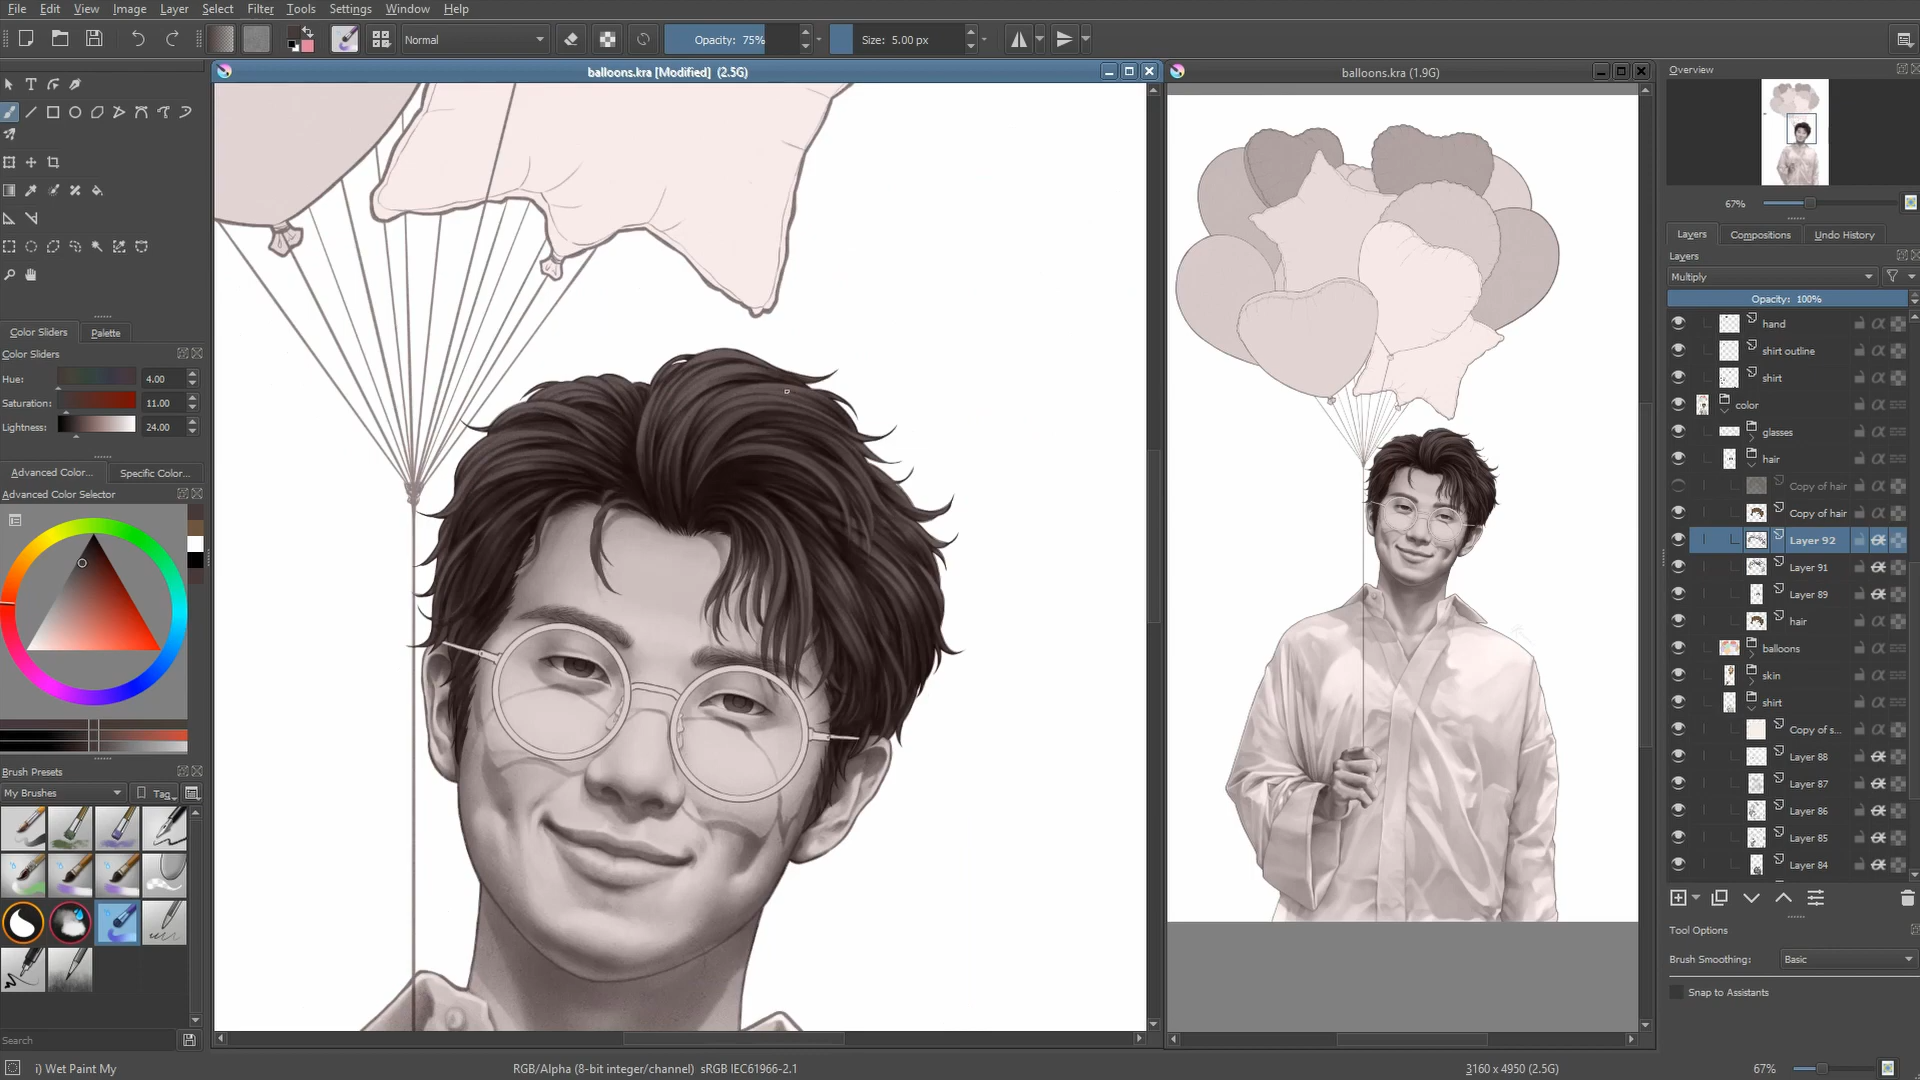 File Edit View Image Layer Select Filter Tools Settings Window Help
Normal
Opacity: 75%
Size: 5.00 px
balloons.kra [Modified] (2.5G)
balloons.kra (1.9G)
Overview
67%
Layers Compositions Undo History
Layers
Multiply
Opacity: 100%
hand
shirt outline
shirt
color
glasses
hair
Copy of hair
Copy of hair
Layer 92
Layer 91
Layer 89
hair
balloons
skin
shirt
Copy of s...
Layer 88
Layer 87
Layer 86
Layer 85
Layer 84
Tool Options
Brush Smoothing: Basic
Snap to Assistants
Color Sliders Palette
Color Sliders
Hue: 4.00
Saturation: 11.00
Lightness: 24.00
Advanced Color... Specific Color...
Advanced Color Selector
Brush Presets
My Brushes Tag
Search
i) Wet Paint My
RGB/Alpha (8-bit integer/channel) sRGB IEC61966-2.1
3160 x 4950 (2.5G)
67%